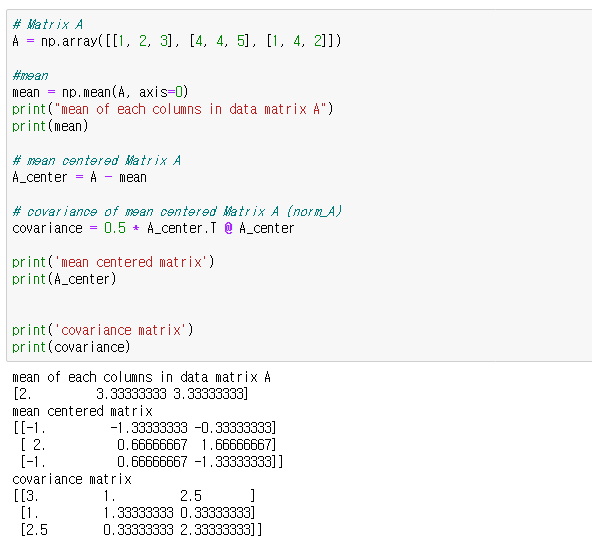 # Matrix A
A = np.array([[1, 2, 3], [4, 4, 5], [1, 4, 2]])
#mean
mean = np.mean(A, axis=0)
print("mean of each columns in data matrix A")
print(mean)
# mean centered Matrix A
A_center = A - mean
# covariance of mean centered Matrix A (norm_A)
covariance = 0.5 * A_center.T @ A_center
print('mean centered matrix')
print(A_center)
print('covariance matrix')
print(covariance)
mean of each columns in data matrix A
[2.         3.33333333 3.33333333]
mean centered matrix
[[-1.         -1.33333333 -0.33333333]
 [ 2.          0.66666667  1.66666667]
 [-1.          0.66666667 -1.33333333]]
covariance matrix
[[3.         1.         2.5       ]
 [1.         1.33333333 0.33333333]
 [2.5        0.33333333 2.33333333]]